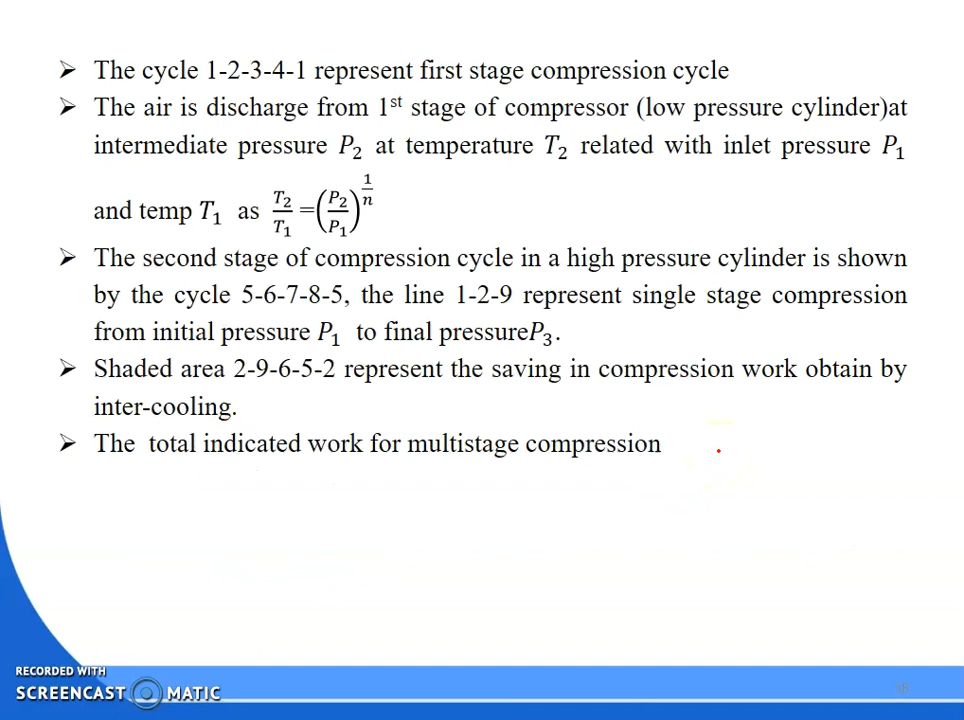 ➢ The cycle 1-2-3-4-1 represent first stage compression cycle
➢ The air is discharge from 1st stage of compressor (low pressure cylinder)at
intermediate pressure P₂ at temperature T₂ related with inlet pressure P₁
and temp T₁ as T₂/T₁ =(P₂/P₁)^(1/n)
➢ The second stage of compression cycle in a high pressure cylinder is shown
by the cycle 5-6-7-8-5, the line 1-2-9 represent single stage compression
from initial pressure P₁ to final pressureP₃.
➢ Shaded area 2-9-6-5-2 represent the saving in compression work obtain by
inter-cooling.
➢ The total indicated work for multistage compression
RECORDED WITH
SCREENCAST MATIC